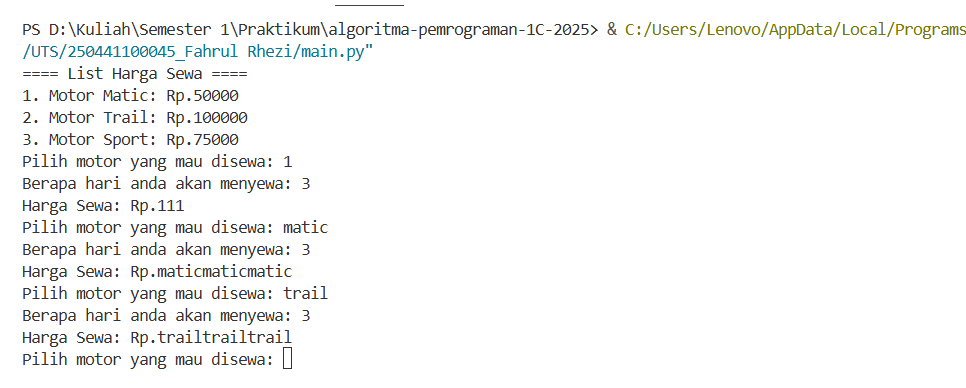 PS D:\Kuliah\Semester 1\Praktikum\algoritma-pemrograman-1C-2025> & C:/Users/Lenovo/AppData/Local/Programs
/UTS/250441100045_Fahrul Rhezi/main.py"
==== List Harga Sewa ====
1. Motor Matic: Rp.50000
2. Motor Trail: Rp.100000
3. Motor Sport: Rp.75000
Pilih motor yang mau disewa: 1
Berapa hari anda akan menyewa: 3
Harga Sewa: Rp.111
Pilih motor yang mau disewa: matic
Berapa hari anda akan menyewa: 3
Harga Sewa: Rp.maticmaticmatic
Pilih motor yang mau disewa: trail
Berapa hari anda akan menyewa: 3
Harga Sewa: Rp.trailtrailtrail
Pilih motor yang mau disewa: